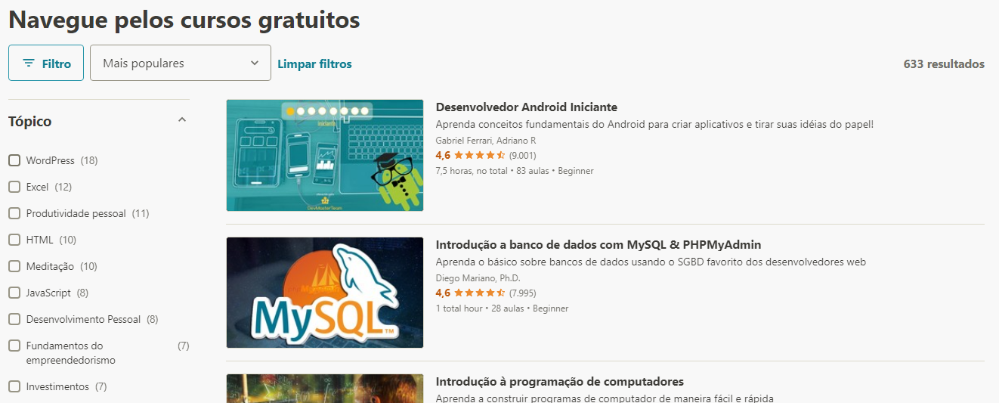 Navegue pelos cursos gratuitos
Filtro
Mais populares
Limpar filtros
633 resultados
Tópico
WordPress (18)
Excel (12)
Produtividade pessoal (11)
HTML (10)
Meditação (10)
JavaScript (8)
Desenvolvimento Pessoal (8)
Fundamentos do (7)
empreendedorismo
Investimentos (7)
iniciante
DevMasterTeam
Desenvolvedor Android Iniciante
Aprenda conceitos fundamentais do Android para criar aplicativos e tirar suas idéias do papel!
Gabriel Ferrari, Adriano R
4,6 (9.001)
7,5 horas, no total • 83 aulas • Beginner
MySQL™
Introdução a banco de dados com MySQL & PHPMyAdmin
Aprenda o básico sobre bancos de dados usando o SGBD favorito dos desenvolvedores web
Diego Mariano, Ph.D.
4,6 (7.995)
1 total hour • 28 aulas • Beginner
Introdução à programação de computadores
Aprenda a construir programas de computador de maneira fácil e rápida